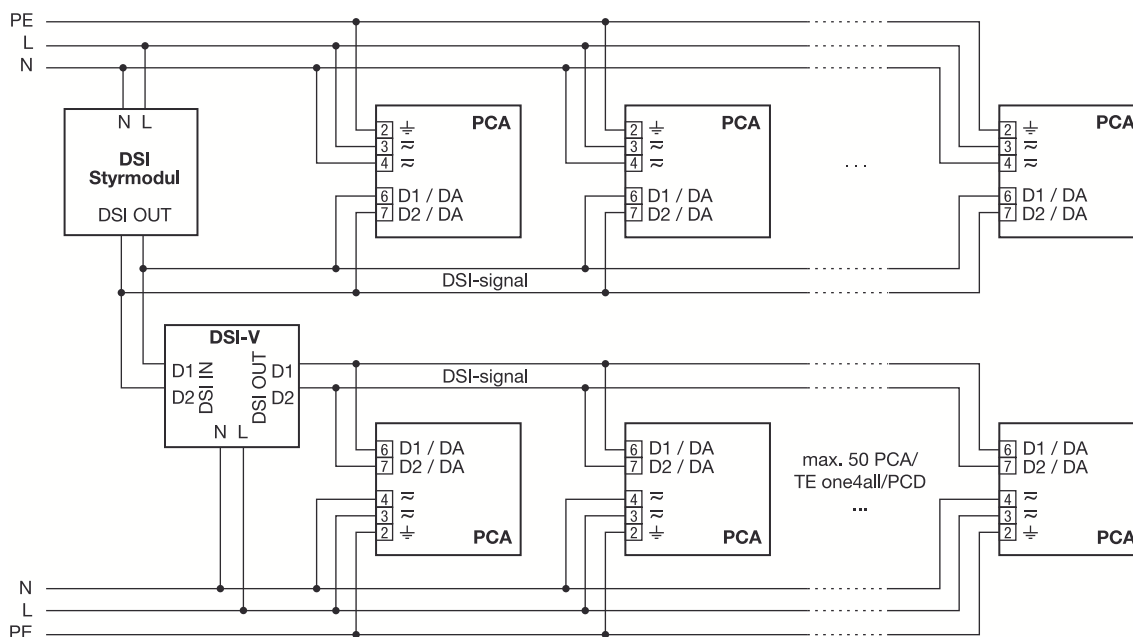 PE
L
N
N L
DSI
Styrmodul
DSI OUT
PCA
2
3
4
6 D1 / DA
7 D2 / DA
PCA
2
3
4
6 D1 / DA
7 D2 / DA
...
PCA
2
3
4
6 D1 / DA
7 D2 / DA
DSI-signal
DSI-V
D1
D2
DSI IN
DSI OUT
D1
D2
N L
DSI-signal
6 D1 / DA
7 D2 / DA
4
3
2
PCA
6 D1 / DA
7 D2 / DA
4
3
2
PCA
max. 50 PCA/
TE one4all/PCD
...
6 D1 / DA
7 D2 / DA
4
3
2
PCA
N
L
PE